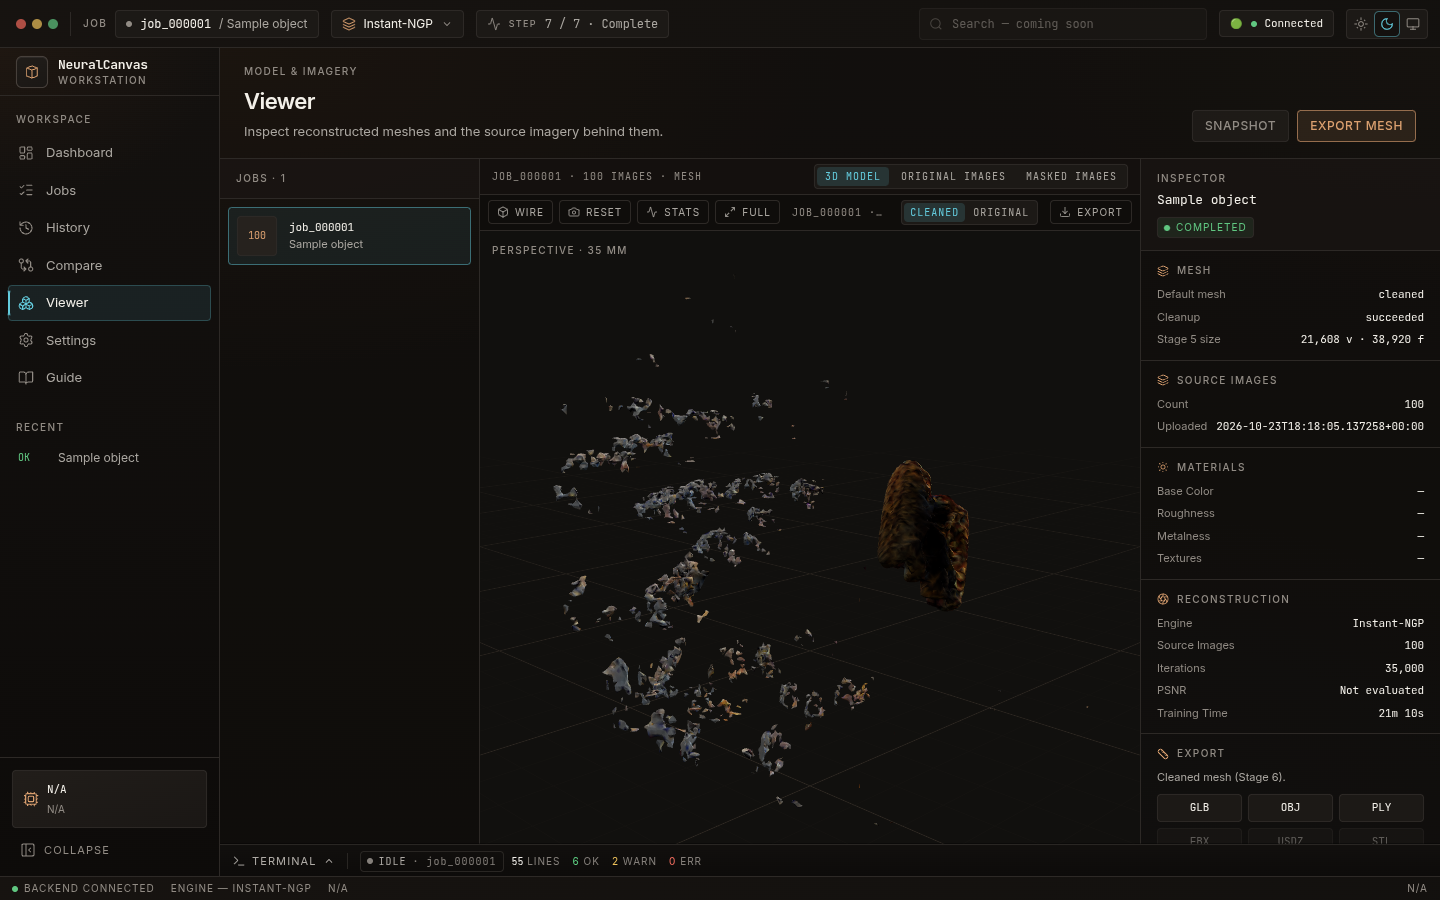 JOB job_000001 / Sample object Instant-NGP STEP 7 / 7 · Complete Search — coming soon Connected
NeuralCanvas
WORKSTATION
WORKSPACE
Dashboard
Jobs
History
Compare
Viewer
Settings
Guide
RECENT
OK Sample object
N/A
N/A
COLLAPSE
MODEL & IMAGERY
Viewer
Inspect reconstructed meshes and the source imagery behind them.
SNAPSHOT EXPORT MESH
JOBS · 1
100 job_000001
Sample object
JOB_000001 · 100 IMAGES · MESH 3D MODEL ORIGINAL IMAGES MASKED IMAGES
WIRE RESET STATS FULL JOB_000001 ·… CLEANED ORIGINAL EXPORT
PERSPECTIVE · 35 MM
INSPECTOR
Sample object
COMPLETED
MESH
Default mesh cleaned
Cleanup succeeded
Stage 5 size 21,608 v · 38,920 f
SOURCE IMAGES
Count 100
Uploaded 2026-10-23T18:18:05.137258+00:00
MATERIALS
Base Color —
Roughness —
Metalness —
Textures —
RECONSTRUCTION
Engine Instant-NGP
Source Images 100
Iterations 35,000
PSNR Not evaluated
Training Time 21m 10s
EXPORT
Cleaned mesh (Stage 6).
GLB OBJ PLY
FBX USDZ STL
TERMINAL IDLE · job_000001 55 LINES 6 OK 2 WARN 0 ERR
BACKEND CONNECTED ENGINE — INSTANT-NGP N/A N/A